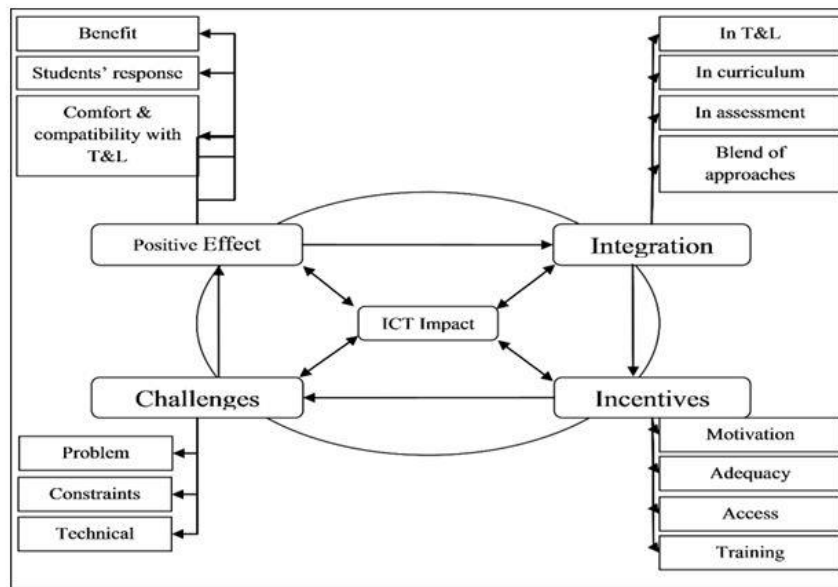 Benefit
Students' response
Comfort &
compatibility with
T&L
In T&L
In curriculum
In assessment
Blend of
approaches
Positive Effect
Integration
ICT Impact
Challenges
Incentives
Problem
Constraints
Technical
Motivation
Adequacy
Access
Training